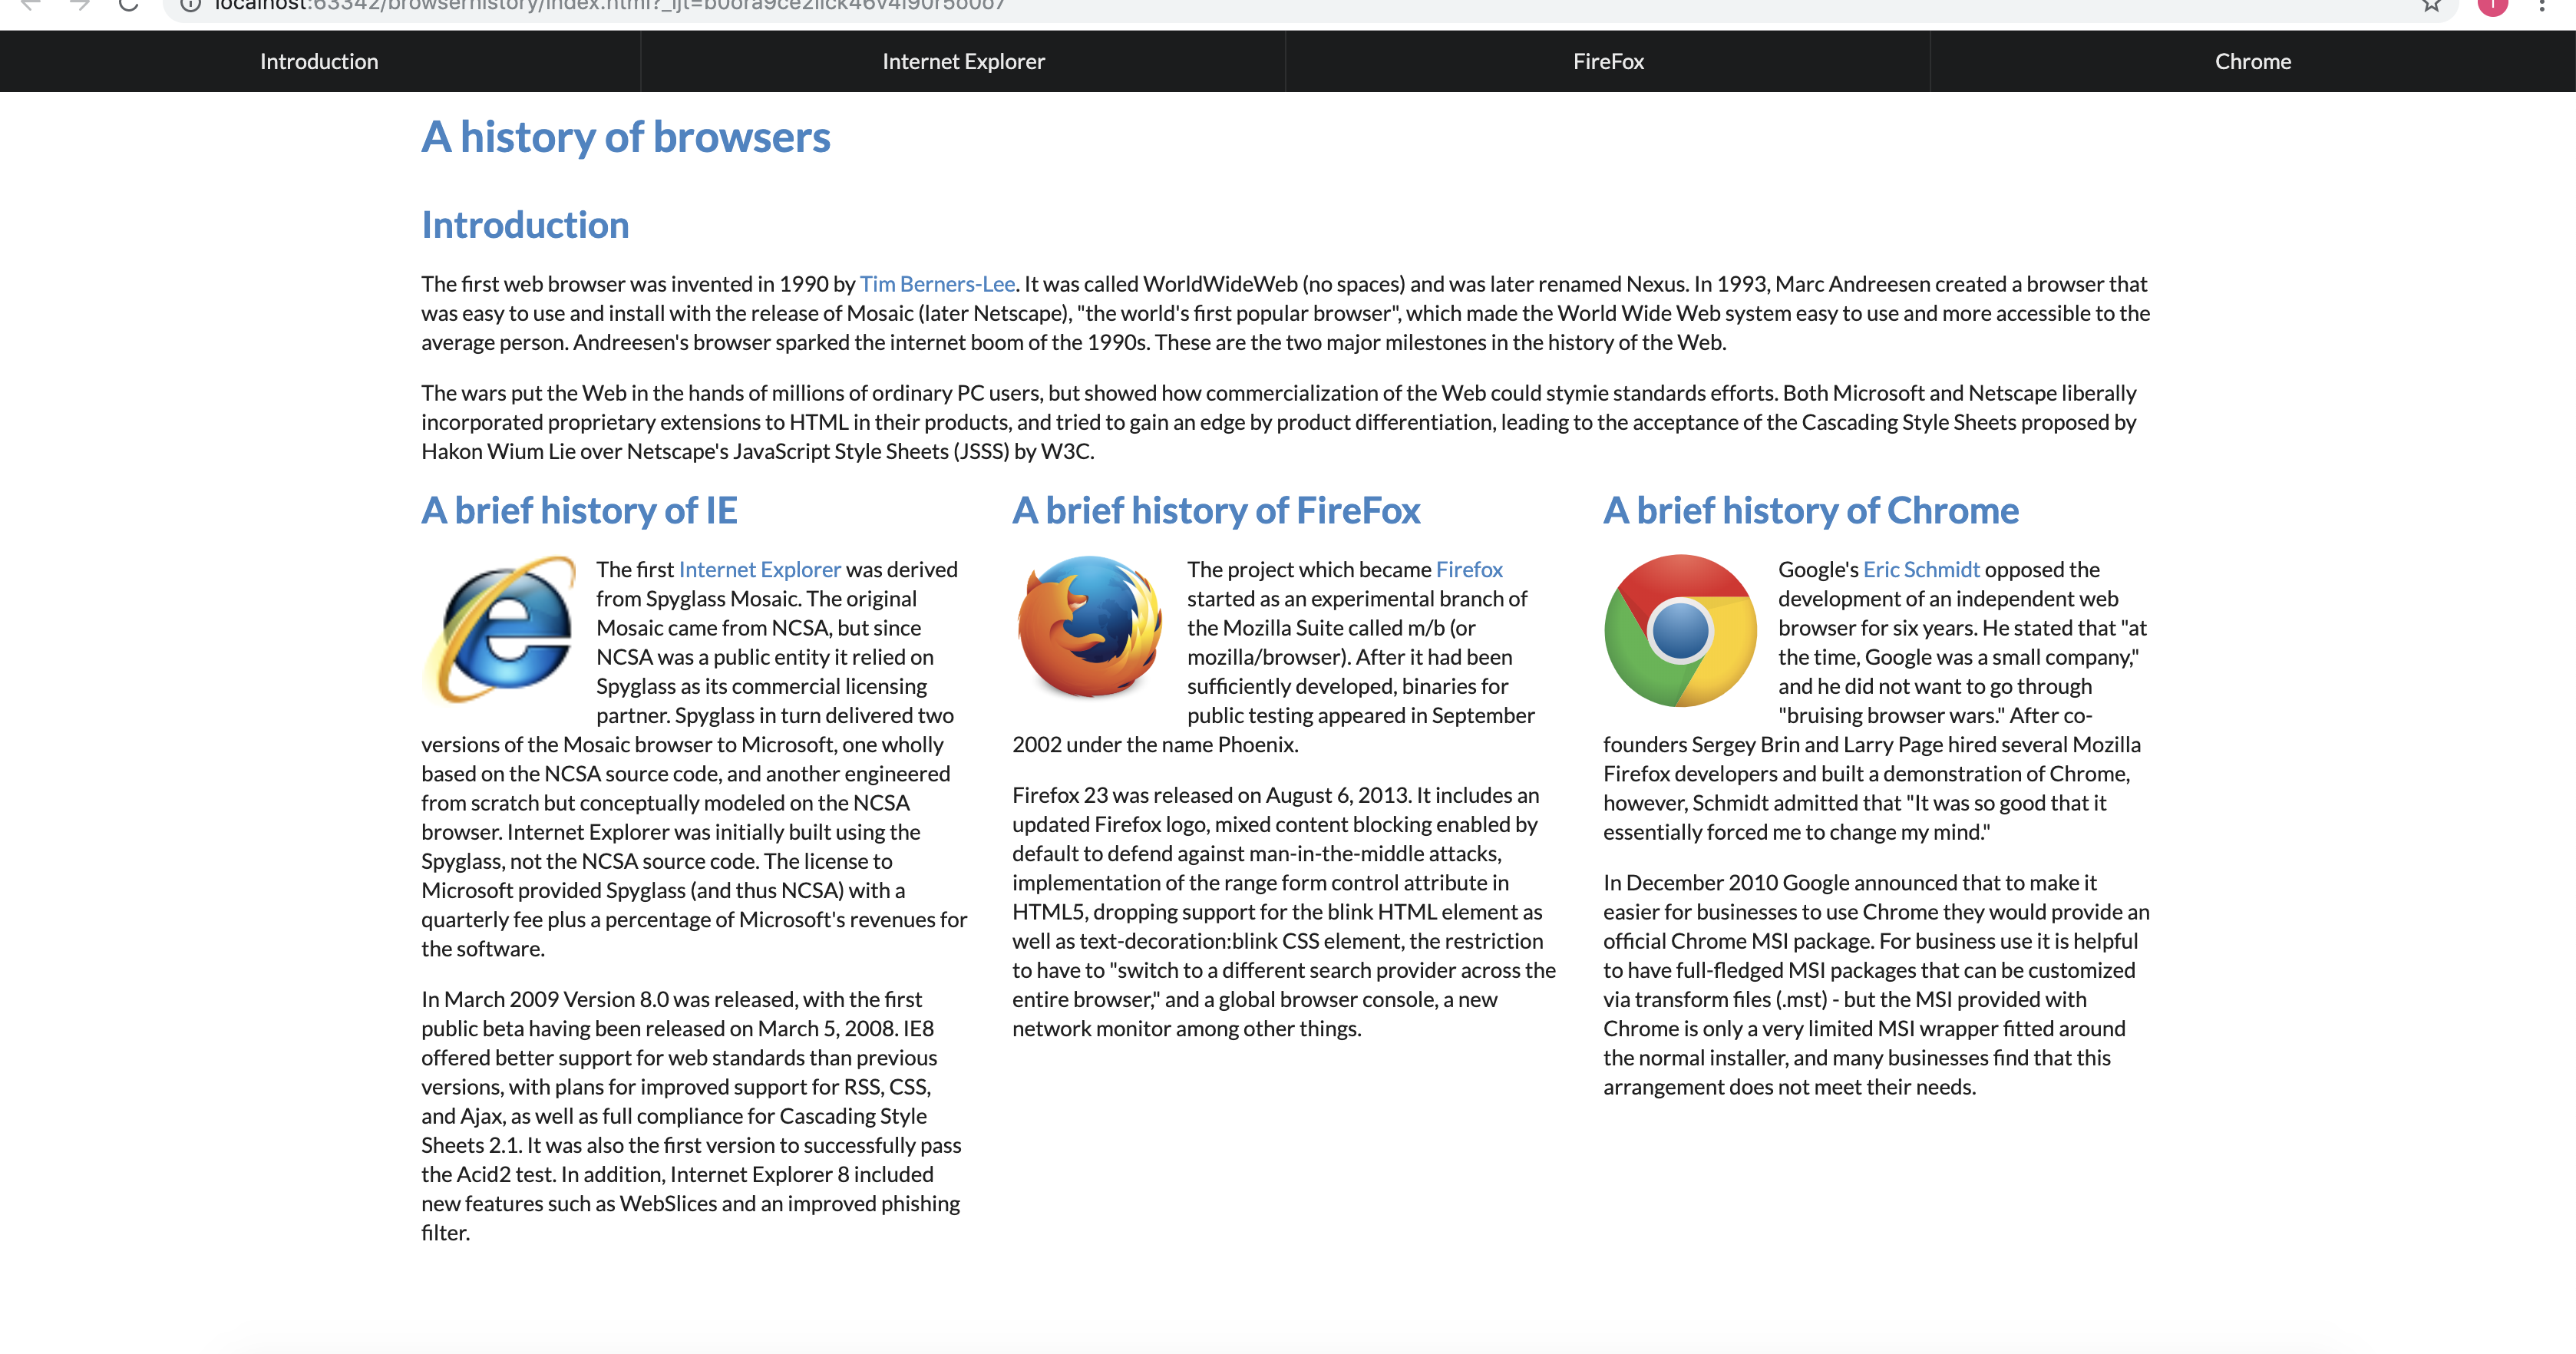 Introduction
Internet Explorer
FireFox
Chrome
A history of browsers
Introduction
The first web browser was invented in 1990 by Tim Berners-Lee. It was called WorldWideWeb (no spaces) and was later renamed Nexus. In 1993, Marc Andreesen created a browser that
was easy to use and install with the release of Mosaic (later Netscape), "the world's first popular browser", which made the World Wide Web system easy to use and more accessible to the
average person. Andreesen's browser sparked the internet boom of the 1990s. These are the two major milestones in the history of the Web.
The wars put the Web in the hands of millions of ordinary PC users, but showed how commercialization of the Web could stymie standards efforts. Both Microsoft and Netscape liberally
incorporated proprietary extensions to HTML in their products, and tried to gain an edge by product differentiation, leading to the acceptance of the Cascading Style Sheets proposed by
Hakon Wium Lie over Netscape's JavaScript Style Sheets (JSSS) by W3C.
A brief history of IE
The first Internet Explorer was derived
from Spyglass Mosaic. The original
Mosaic came from NCSA, but since
NCSA was a public entity it relied on
Spyglass as its commercial licensing
partner. Spyglass in turn delivered two
versions of the Mosaic browser to Microsoft, one wholly
based on the NCSA source code, and another engineered
from scratch but conceptually modeled on the NCSA
browser. Internet Explorer was initially built using the
Spyglass, not the NCSA source code. The license to
Microsoft provided Spyglass (and thus NCSA) with a
quarterly fee plus a percentage of Microsoft's revenues for
the software.
In March 2009 Version 8.0 was released, with the first
public beta having been released on March 5, 2008. IE8
offered better support for web standards than previous
versions, with plans for improved support for RSS, CSS,
and Ajax, as well as full compliance for Cascading Style
Sheets 2.1. It was also the first version to successfully pass
the Acid2 test. In addition, Internet Explorer 8 included
new features such as WebSlices and an improved phishing
filter.
A brief history of FireFox
The project which became Firefox
started as an experimental branch of
the Mozilla Suite called m/b (or
mozilla/browser). After it had been
sufficiently developed, binaries for
public testing appeared in September
2002 under the name Phoenix.
Firefox 23 was released on August 6, 2013. It includes an
updated Firefox logo, mixed content blocking enabled by
default to defend against man-in-the-middle attacks,
implementation of the range form control attribute in
HTML5, dropping support for the blink HTML element as
well as text-decoration:blink CSS element, the restriction
to have to "switch to a different search provider across the
entire browser," and a global browser console, a new
network monitor among other things.
A brief history of Chrome
Google's Eric Schmidt opposed the
development of an independent web
browser for six years. He stated that "at
the time, Google was a small company,"
and he did not want to go through
"bruising browser wars." After co-
founders Sergey Brin and Larry Page hired several Mozilla
Firefox developers and built a demonstration of Chrome,
however, Schmidt admitted that "It was so good that it
essentially forced me to change my mind."
In December 2010 Google announced that to make it
easier for businesses to use Chrome they would provide an
official Chrome MSI package. For business use it is helpful
to have full-fledged MSI packages that can be customized
via transform files (.mst) - but the MSI provided with
Chrome is only a very limited MSI wrapper fitted around
the normal installer, and many businesses find that this
arrangement does not meet their needs.